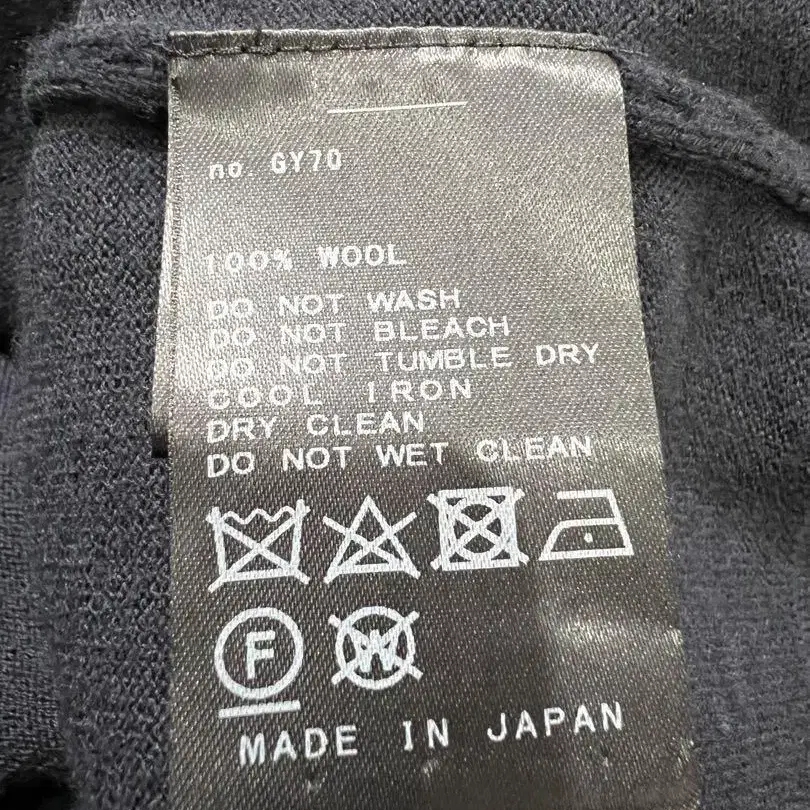 no. GY70
100% WOOL
DO NOT WASH
DO NOT BLEACH
DO NOT TUMBLE DRY
COOL IRON
DRY CLEAN
DO NOT WET CLEAN
F W
MADE IN JAPAN